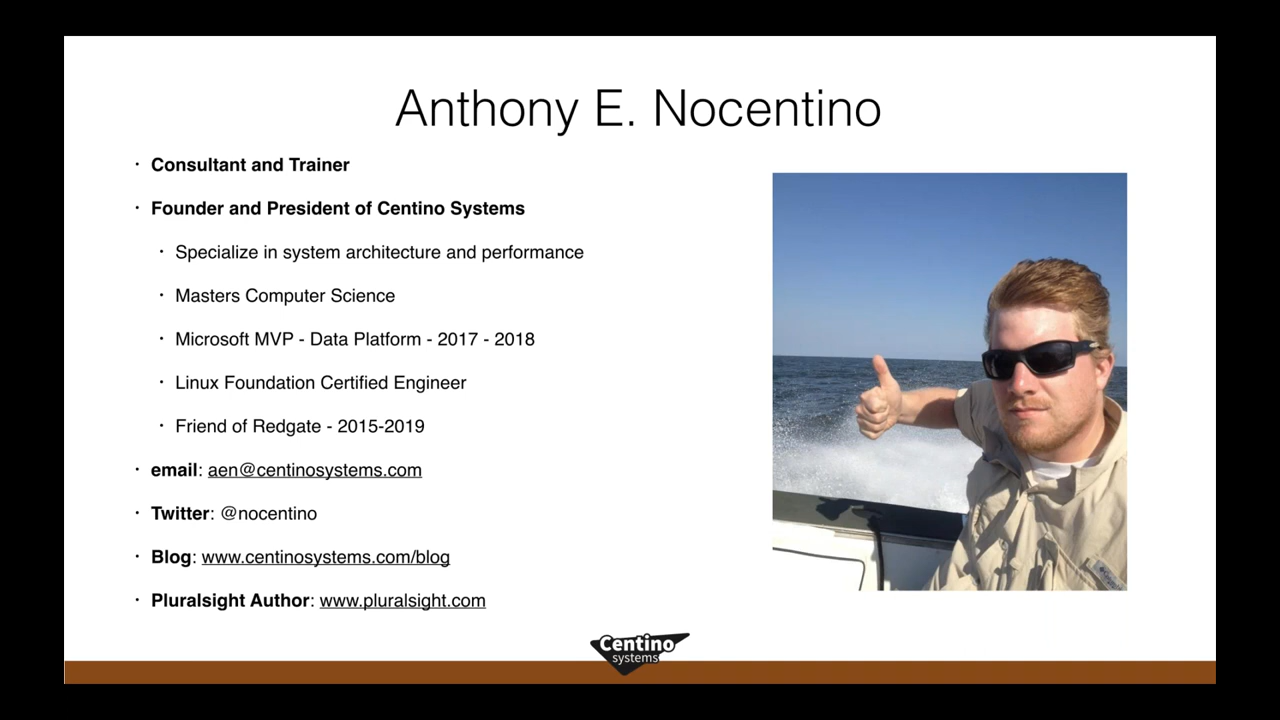 Anthony E. Nocentino
• Consultant and Trainer
• Founder and President of Centino Systems
• Specialize in system architecture and performance
• Masters Computer Science
• Microsoft MVP - Data Platform - 2017 - 2018
• Linux Foundation Certified Engineer
• Friend of Redgate - 2015-2019
• email: aen@centinosystems.com
• Twitter: @nocentino
• Blog: www.centinosystems.com/blog
• Pluralsight Author: www.pluralsight.com
Centino
systems